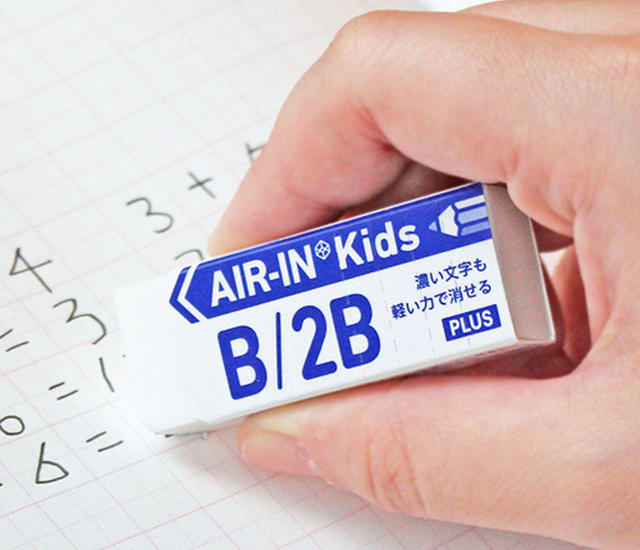 3 +
4
= 3
= 1
6 =
AIR-IN Kids
B/2B
濃い文字も
軽い力で消せる
PLUS